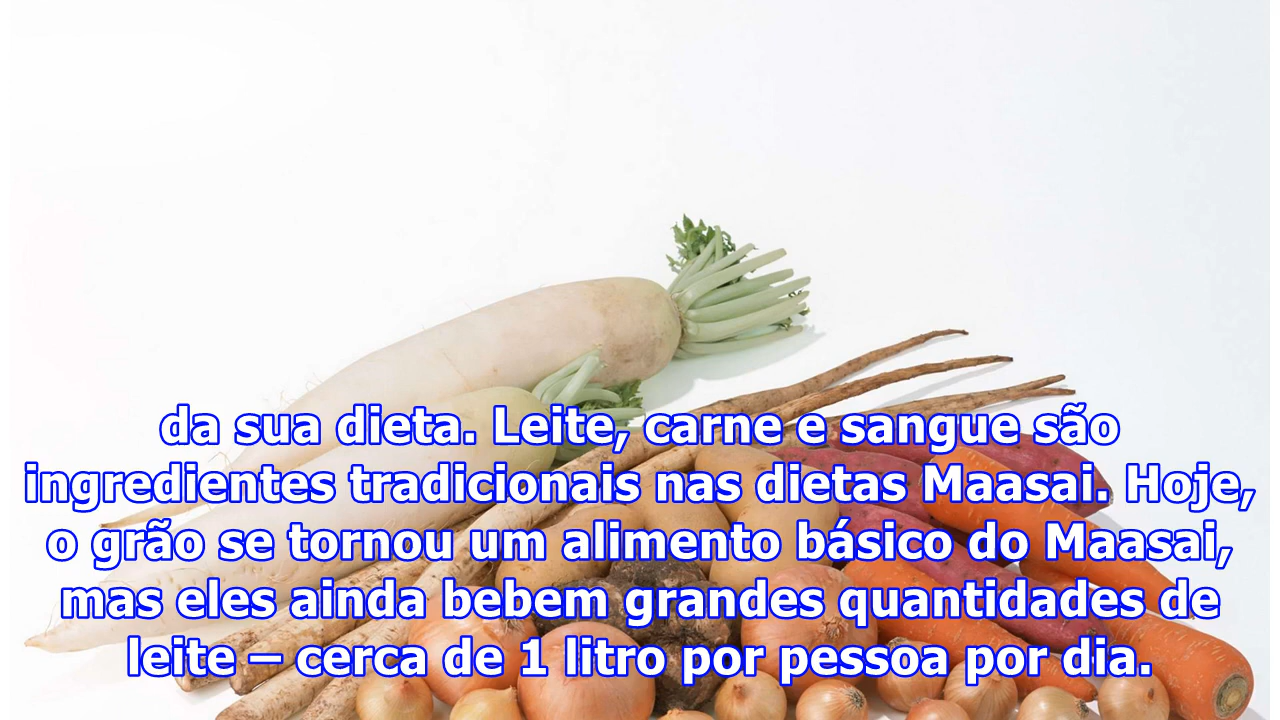 da sua dieta. Leite, carne e sangue são
ingredientes tradicionais nas dietas Maasai. Hoje,
o grão se tornou um alimento básico do Maasai,
mas eles ainda bebem grandes quantidades de
leite – cerca de 1 litro por pessoa por dia.